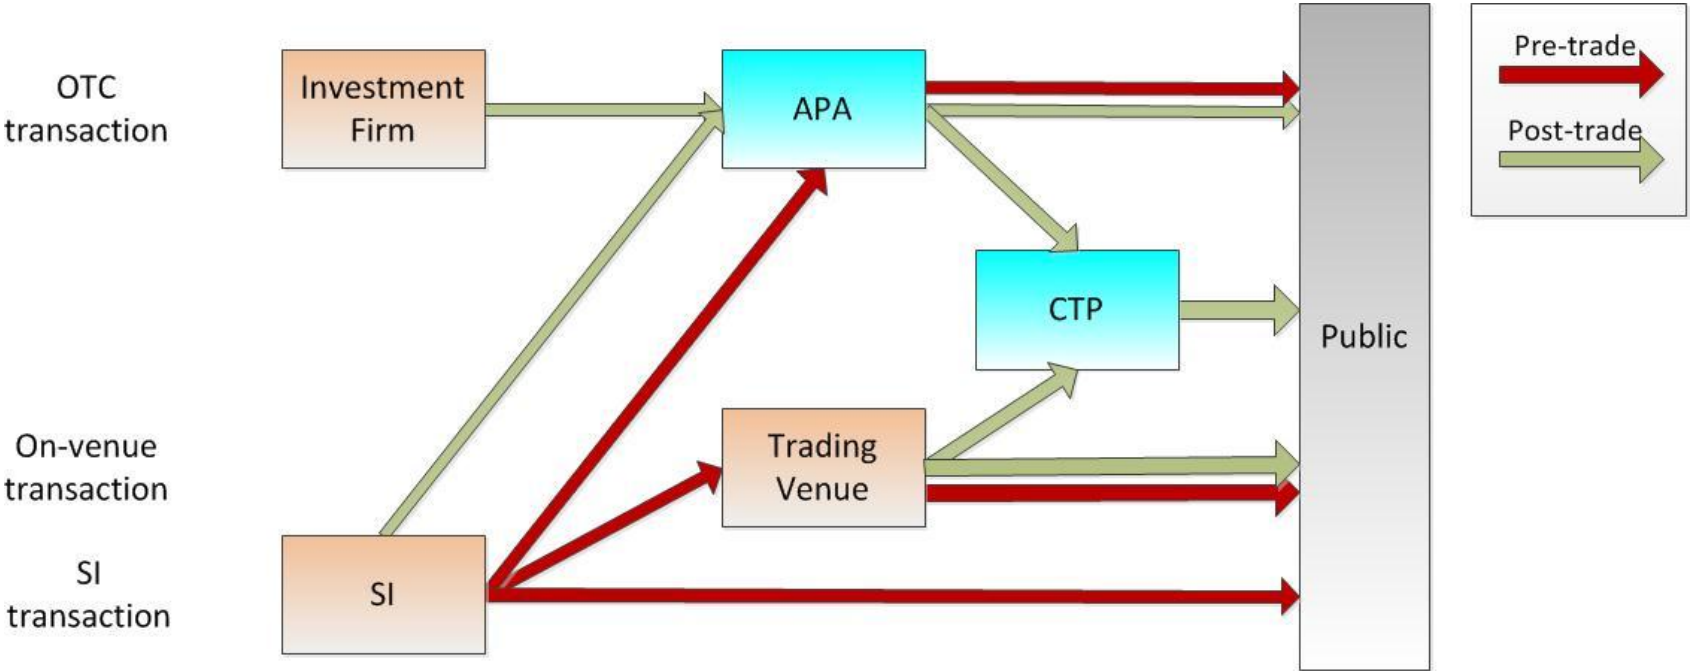 OTC
transaction
Investment
Firm
APA
Pre-trade
Post-trade
CTP
Public
On-venue
transaction
Trading
Venue
SI
transaction
SI